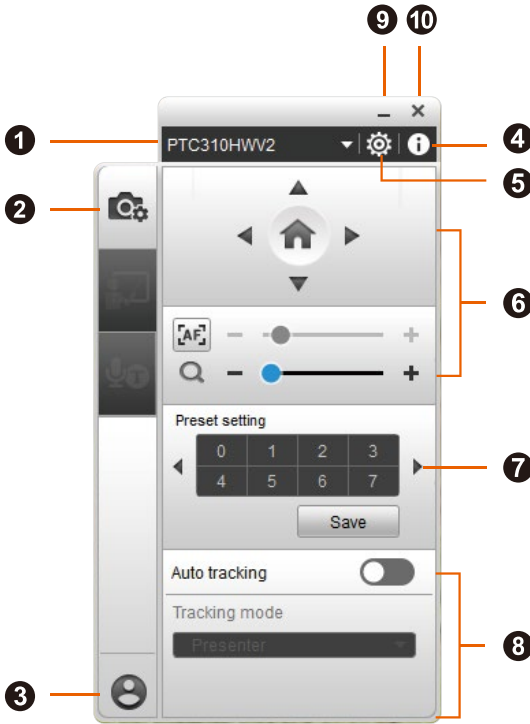 9 10
1 PTC310HWV2 4
5
2
6
AF
Preset setting
0 1 2 3
7
4 5 6 7
Save
Auto tracking
Tracking mode
8
Presenter
3